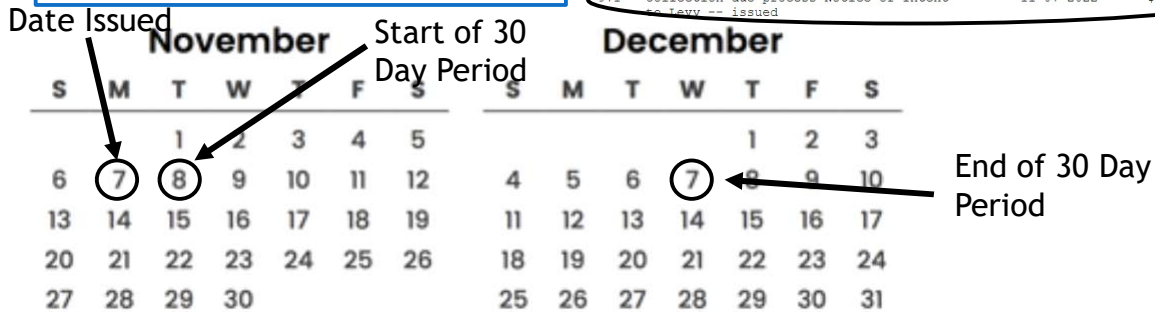 to Levy -- issued
Date Issued
Start of 30
Day Period
November
S M T W T F S
1 2 3 4 5
6 7 8 9 10 11 12
13 14 15 16 17 18 19
20 21 22 23 24 25 26
27 28 29 30
December
S M T W T F S
1 2 3
4 5 6 7 8 9 10
11 12 13 14 15 16 17
18 19 20 21 22 23 24
25 26 27 28 29 30 31
End of 30 Day
Period